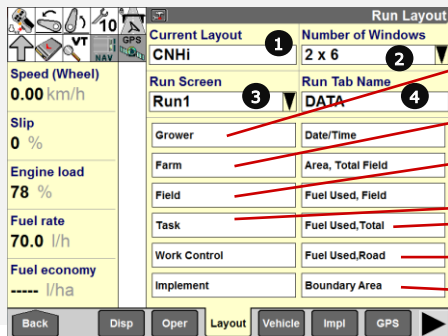 10
VT
NAV
GPS
Run Layout
Speed (Wheel)
0.00 km/h
Slip
0 %
Engine load
78 %
Fuel rate
70.0 l/h
Fuel economy
----- l/ha
Current Layout
1
CNHi
Number of Windows
2 x 6
2
Run Screen
Run1
3
Run Tab Name
DATA
4
Grower
Date/Time
Farm
Area, Total Field
Field
Fuel Used, Field
Task
Fuel Used,Total
Work Control
Fuel Used,Road
Implement
Boundary Area
Back
Disp
Oper
Layout
Vehicle
Impl
GPS